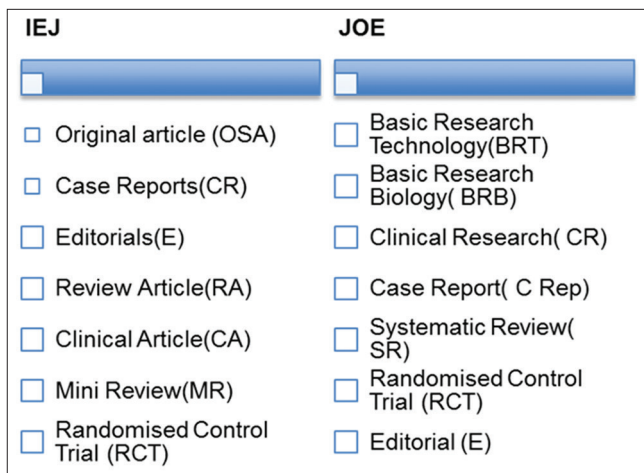 IEJ
Original article (OSA)
Case Reports(CR)
Editorials(E)
Review Article(RA)
Clinical Article(CA)
Mini Review(MR)
Randomised Control
Trial (RCT)
JOE
Basic Research
Technology(BRT)
Basic Research
Biology( BRB)
Clinical Research( CR)
Case Report( C Rep)
Systematic Review(
SR)
Randomised Control
Trial (RCT)
Editorial (E)